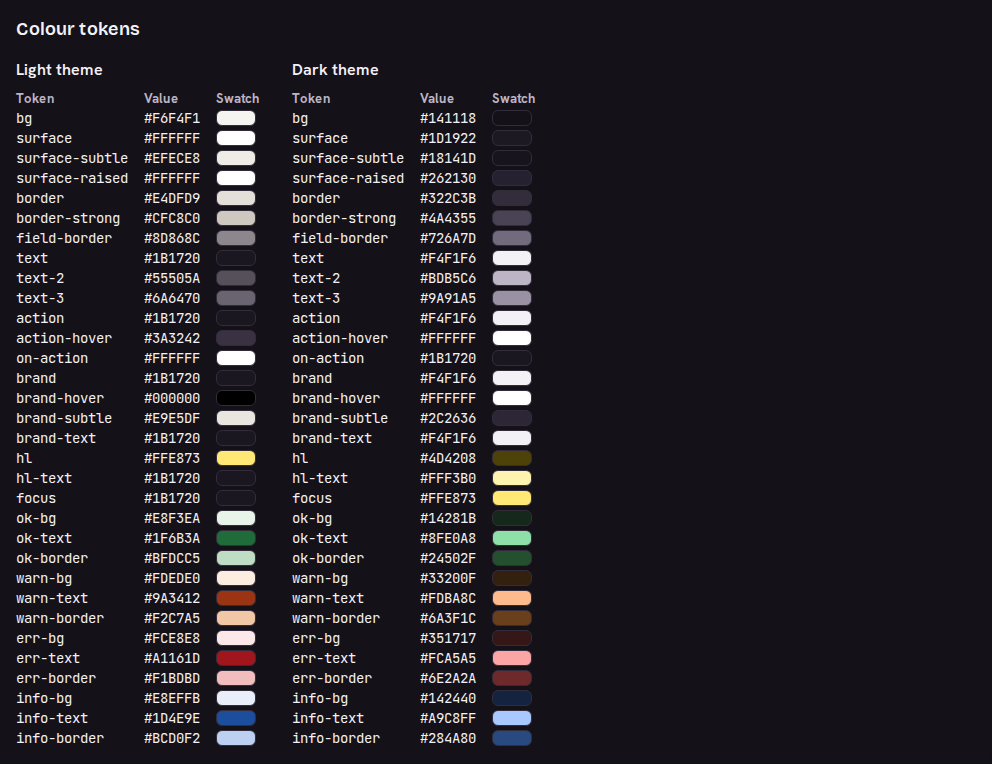 Colour tokens
Light theme
Token Value Swatch
bg #F6F4F1
surface #FFFFFF
surface-subtle #EFECE8
surface-raised #FFFFFF
border #E4DFD9
border-strong #CFC8C0
field-border #8D868C
text #1B1720
text-2 #55505A
text-3 #6A6470
action #1B1720
action-hover #3A3242
on-action #FFFFFF
brand #1B1720
brand-hover #000000
brand-subtle #E9E5DF
brand-text #1B1720
hl #FFE873
hl-text #1B1720
focus #1B1720
ok-bg #E8F3EA
ok-text #1F6B3A
ok-border #BFDCC5
warn-bg #FDEDE0
warn-text #9A3412
warn-border #F2C7A5
err-bg #FCE8E8
err-text #A1161D
err-border #F1BDBD
info-bg #E8EFFB
info-text #1D4E9E
info-border #BCD0F2
Dark theme
Token Value Swatch
bg #141118
surface #1D1922
surface-subtle #18141D
surface-raised #262130
border #322C3B
border-strong #4A4355
field-border #726A7D
text #F4F1F6
text-2 #BDB5C6
text-3 #9A91A5
action #F4F1F6
action-hover #FFFFFF
on-action #1B1720
brand #F4F1F6
brand-hover #FFFFFF
brand-subtle #2C2636
brand-text #F4F1F6
hl #4D4208
hl-text #FFF3B0
focus #FFE873
ok-bg #14281B
ok-text #8FE0A8
ok-border #24502F
warn-bg #33200F
warn-text #FDBA8C
warn-border #6A3F1C
err-bg #351717
err-text #FCA5A5
err-border #6E2A2A
info-bg #142440
info-text #A9C8FF
info-border #284A80